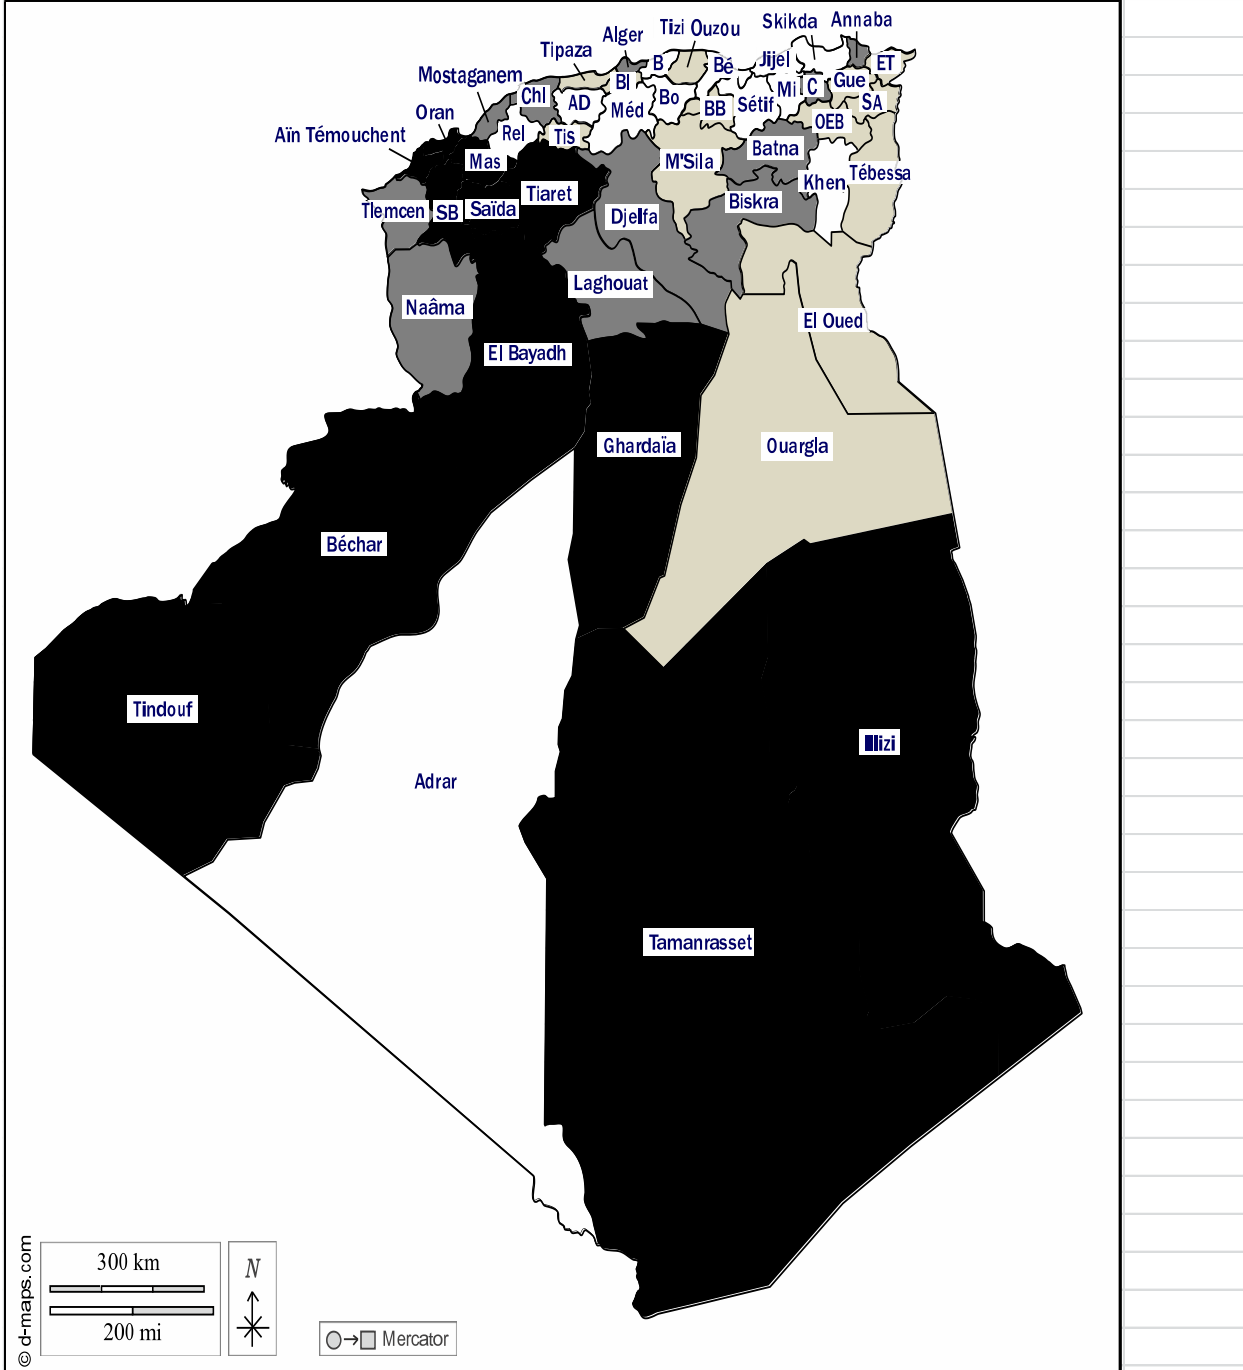 Skikda
Annaba
Tizi Ouzou
Alger
Tipaza
B
Bé
Jijel
ET
Mostaganem
Bl
Mi
C
Gue
Chl
AD
Méd
Bo
BB
Sétif
SA
Oran
OEB
Aïn Témouchent
Rel
Tis
Batna
Mas
M'Sila
Khen
Tébessa
Tiaret
Biskra
Tlemcen
SB
Saïda
Djelfa
Laghouat
Naâma
El Oued
El Bayadh
Ghardaïa
Ouargla
Béchar
Tindouf
Illizi
Adrar
Tamanrasset
© d-maps.com
300 km
200 mi
N
Mercator